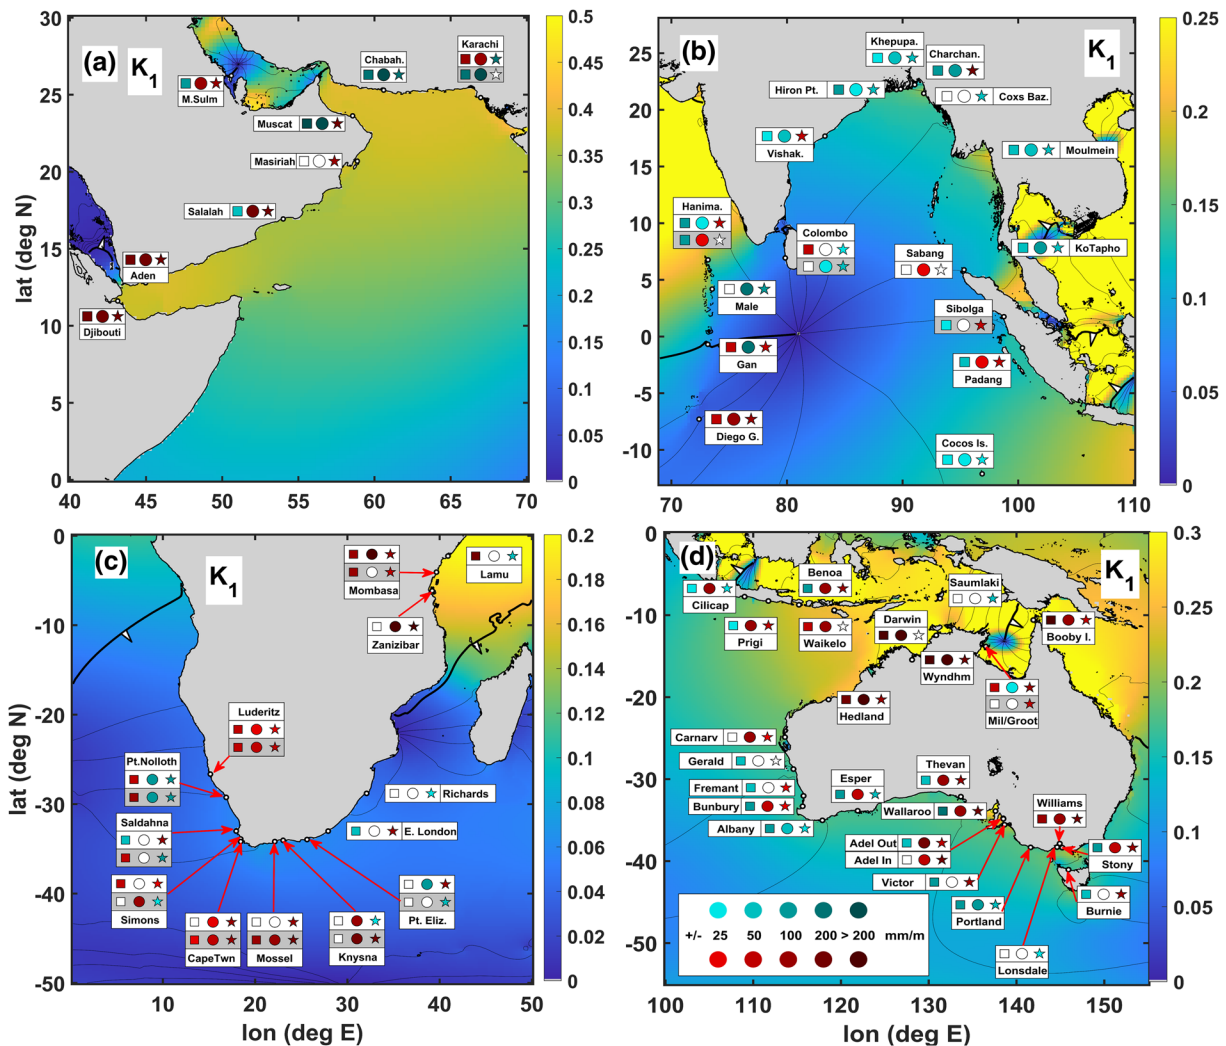 (a)
K1
lat (deg N)
30
25
20
15
10
5
0
40
45
50
55
60
65
70
0.5
0.45
0.4
0.35
0.3
0.25
0.2
0.15
0.1
0.05
0
M.Sulm
Chabah.
Karachi
Muscat
Masiriah
Salalah
Aden
Djibouti
(b)
K1
25
20
15
10
5
0
-5
-10
70
80
90
100
110
0.25
0.2
0.15
0.1
0.05
0
Khepupa.
Charchan.
Hiron Pt.
Coxs Baz.
Vishak.
Moulmein
Hanima.
Colombo
KoTapho
Sabang
Male
Sibolga
Gan
Padang
Diego G.
Cocos Is.
(c)
K1
lat (deg N)
0
-10
-20
-30
-40
-50
10
20
30
40
50
lon (deg E)
0.2
0.18
0.16
0.14
0.12
0.1
0.08
0.06
0.04
0.02
0
Mombasa
Lamu
Zanizibar
Luderitz
Pt.Nolloth
Saldahna
Richards
E. London
Simons
CapeTwn
Mossel
Knysna
Pt. Eliz.
(d)
K1
0
-10
-20
-30
-40
-50
100
110
120
130
140
150
lon (deg E)
0.3
0.25
0.2
0.15
0.1
0.05
0
Cilicap
Benoa
Saumlaki
Prigi
Waikelo
Darwin
Booby I.
Wyndhm
Mil/Groot
Hedland
Carnarv
Gerald
Fremant
Bunbury
Albany
Esper
Thevan
Wallaroo
Williams
Adel Out
Adel In
Stony
Victor
Portland
Burnie
Lonsdale
+/- 25 50 100 200 > 200 mm/m